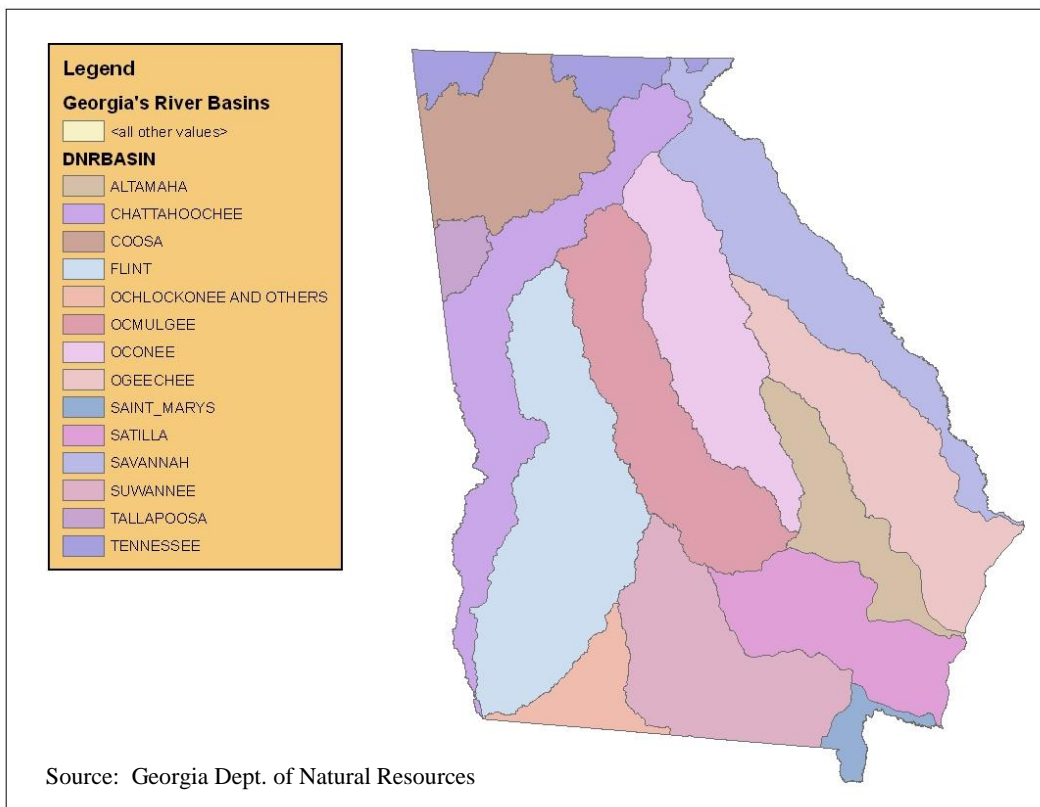 Legend
Georgia's River Basins
<all other values>
DNRBASIN
ALTAMAHA
CHATTAHOOCHEE
COOSA
FLINT
OCHLOCKONEE AND OTHERS
OCMULGEE
OCONEE
OGEECHEE
SAINT_MARYS
SATILLA
SAVANNAH
SUWANNEE
TALLAPOOSA
TENNESSEE
Source: Georgia Dept. of Natural Resources